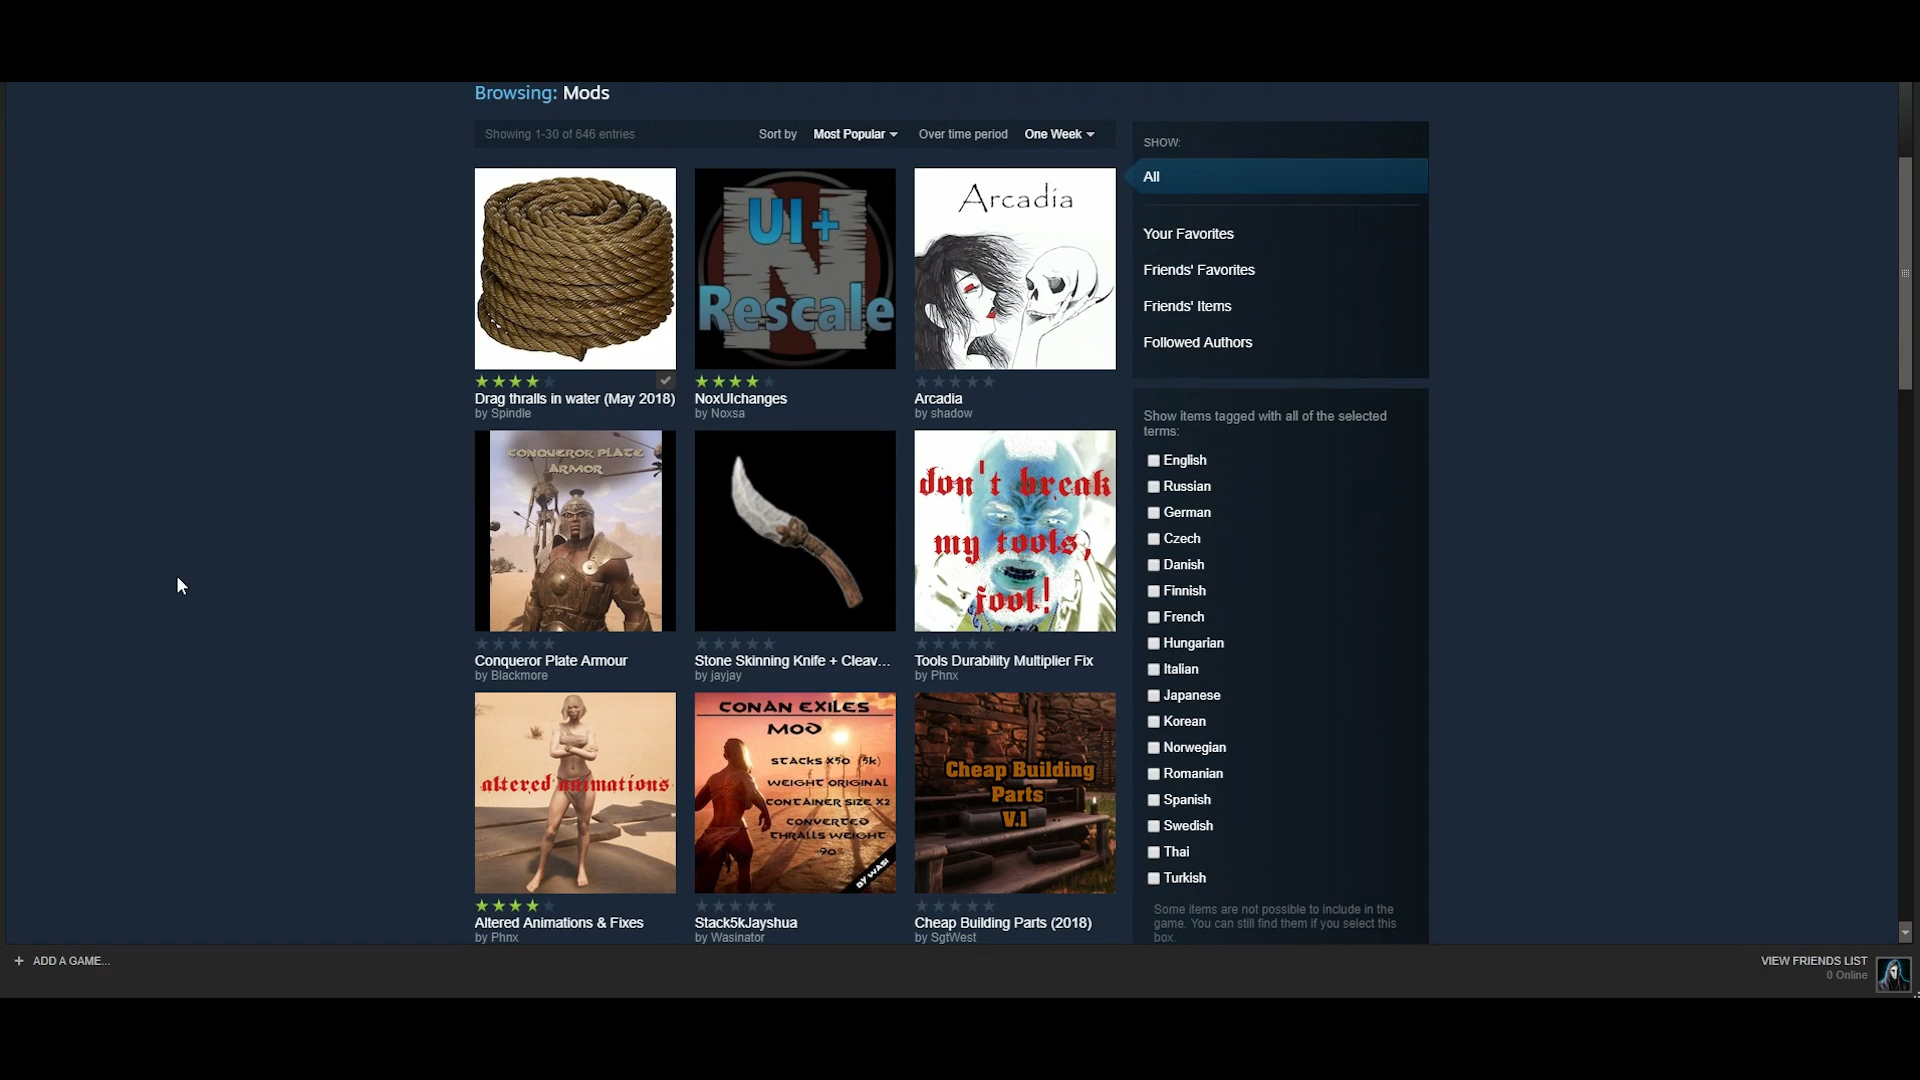 Browsing: Mods
Showing 1-30 of 646 entries
Sort by Most Popular Over time period One Week
UI+
N
Rescale
Arcadia
Drag thralls in water (May 2018)
by Spindle
NoxUIchanges
by Noxsa
Arcadia
by shadow
CONQUEROR PLATE
ARMOR
don't break
my tools,
fool!
Conqueror Plate Armour
by Blackmore
Stone Skinning Knife + Cleav...
by jayjay
Tools Durability Multiplier Fix
by Phnx
altered animations
CONAN EXILES
MOD
STACKS X50 (5K)
WEIGHT ORIGINAL
CONTAINER SIZE X2
CONVERTED
THRALLS WEIGHT
-90%
BY WASI
Cheap Building
Parts
V.1
Altered Animations & Fixes
by Phnx
Stack5kJayshua
by Wasinator
Cheap Building Parts (2018)
by SgtWest
SHOW:
All
Your Favorites
Friends' Favorites
Friends' Items
Followed Authors
Show items tagged with all of the selected
terms:
English
Russian
German
Czech
Danish
Finnish
French
Hungarian
Italian
Japanese
Korean
Norwegian
Romanian
Spanish
Swedish
Thai
Turkish
Some items are not possible to include in the
game. You can still find them if you select this
box.
+ ADD A GAME...
VIEW FRIENDS LIST
0 Online